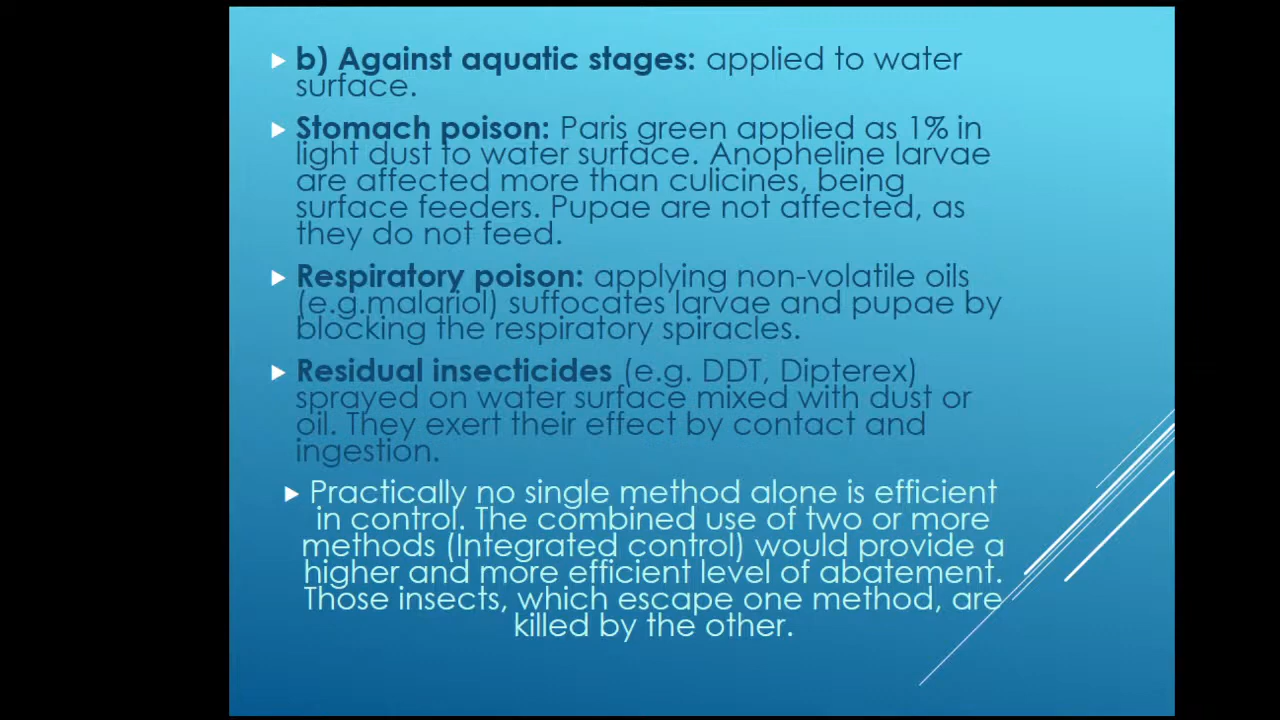 b) Against aquatic stages: applied to water
surface.
Stomach poison: Paris green applied as 1% in
light dust to water surface. Anopheline larvae
are affected more than culicines, being
surface feeders. Pupae are not affected, as
they do not feed.
Respiratory poison: applying non-volatile oils
(e.g.malariol) suffocates larvae and pupae by
blocking the respiratory spiracles.
Residual insecticides (e.g. DDT, Dipterex)
sprayed on water surface mixed with dust or
oil. They exert their effect by contact and
ingestion.
Practically no single method alone is efficient
in control. The combined use of two or more
methods (Integrated control) would provide a
higher and more efficient level of abatement.
Those insects, which escape one method, are
killed by the other.